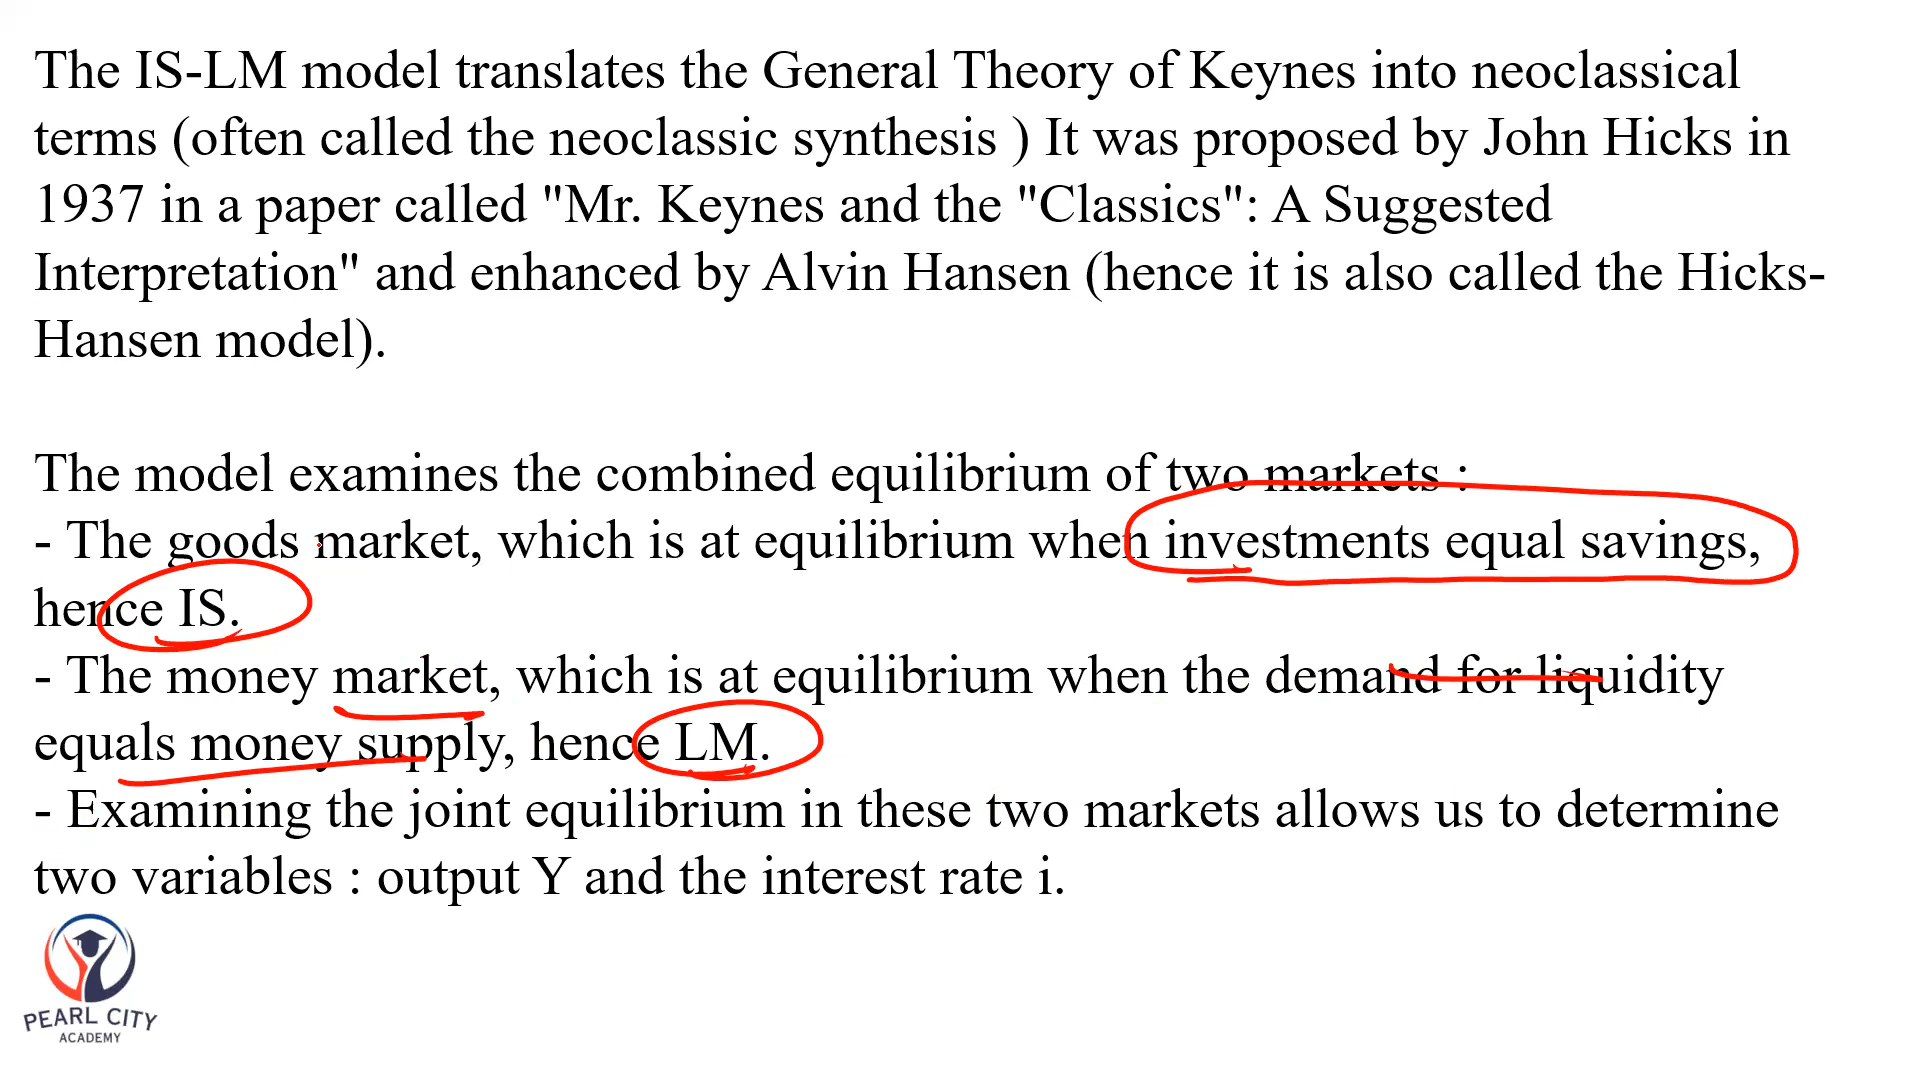 The IS-LM model translates the General Theory of Keynes into neoclassical
terms (often called the neoclassic synthesis ) It was proposed by John Hicks in
1937 in a paper called "Mr. Keynes and the "Classics": A Suggested
Interpretation" and enhanced by Alvin Hansen (hence it is also called the Hicks-
Hansen model).
The model examines the combined equilibrium of two markets :
- The goods market, which is at equilibrium when investments equal savings,
hence IS.
- The money market, which is at equilibrium when the demand for liquidity
equals money supply, hence LM.
- Examining the joint equilibrium in these two markets allows us to determine
two variables : output Y and the interest rate i.
PEARL CITY
ACADEMY